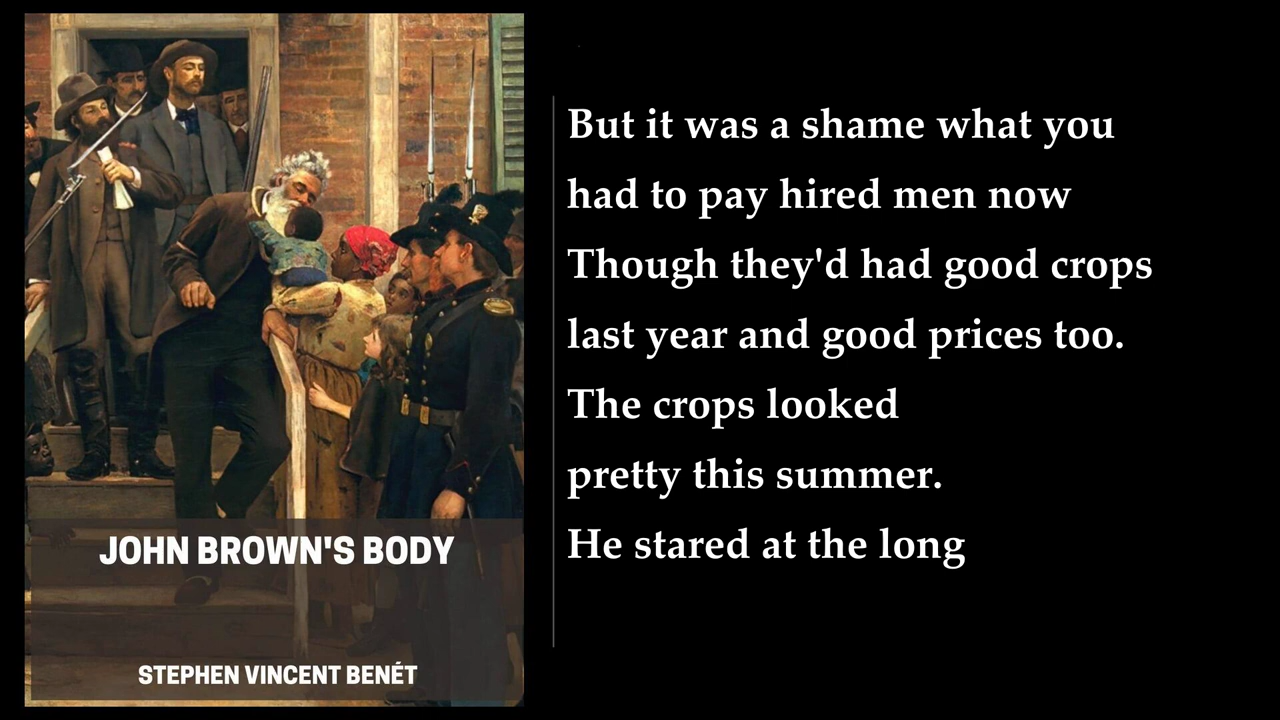 JOHN BROWN'S BODY
STEPHEN VINCENT BENÉT
But it was a shame what you
had to pay hired men now
Though they'd had good crops
last year and good prices too.
The crops looked
pretty this summer.
He stared at the long